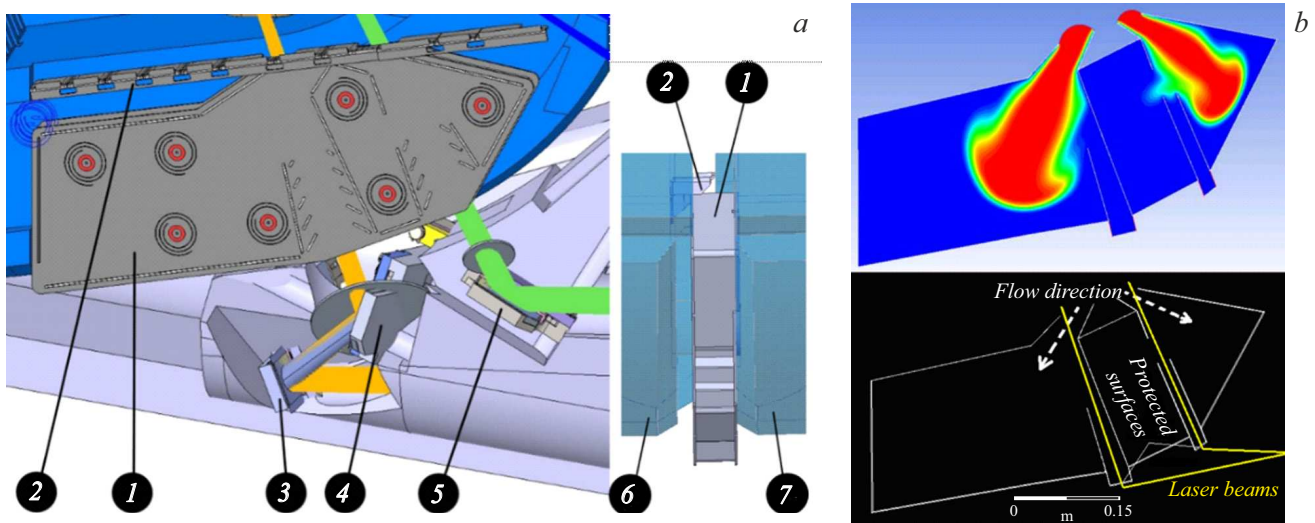 a
b
2
1
2
1
3
4
5
6
7
Flow direction
Protected
surfaces
Laser beams
0
0.15
m